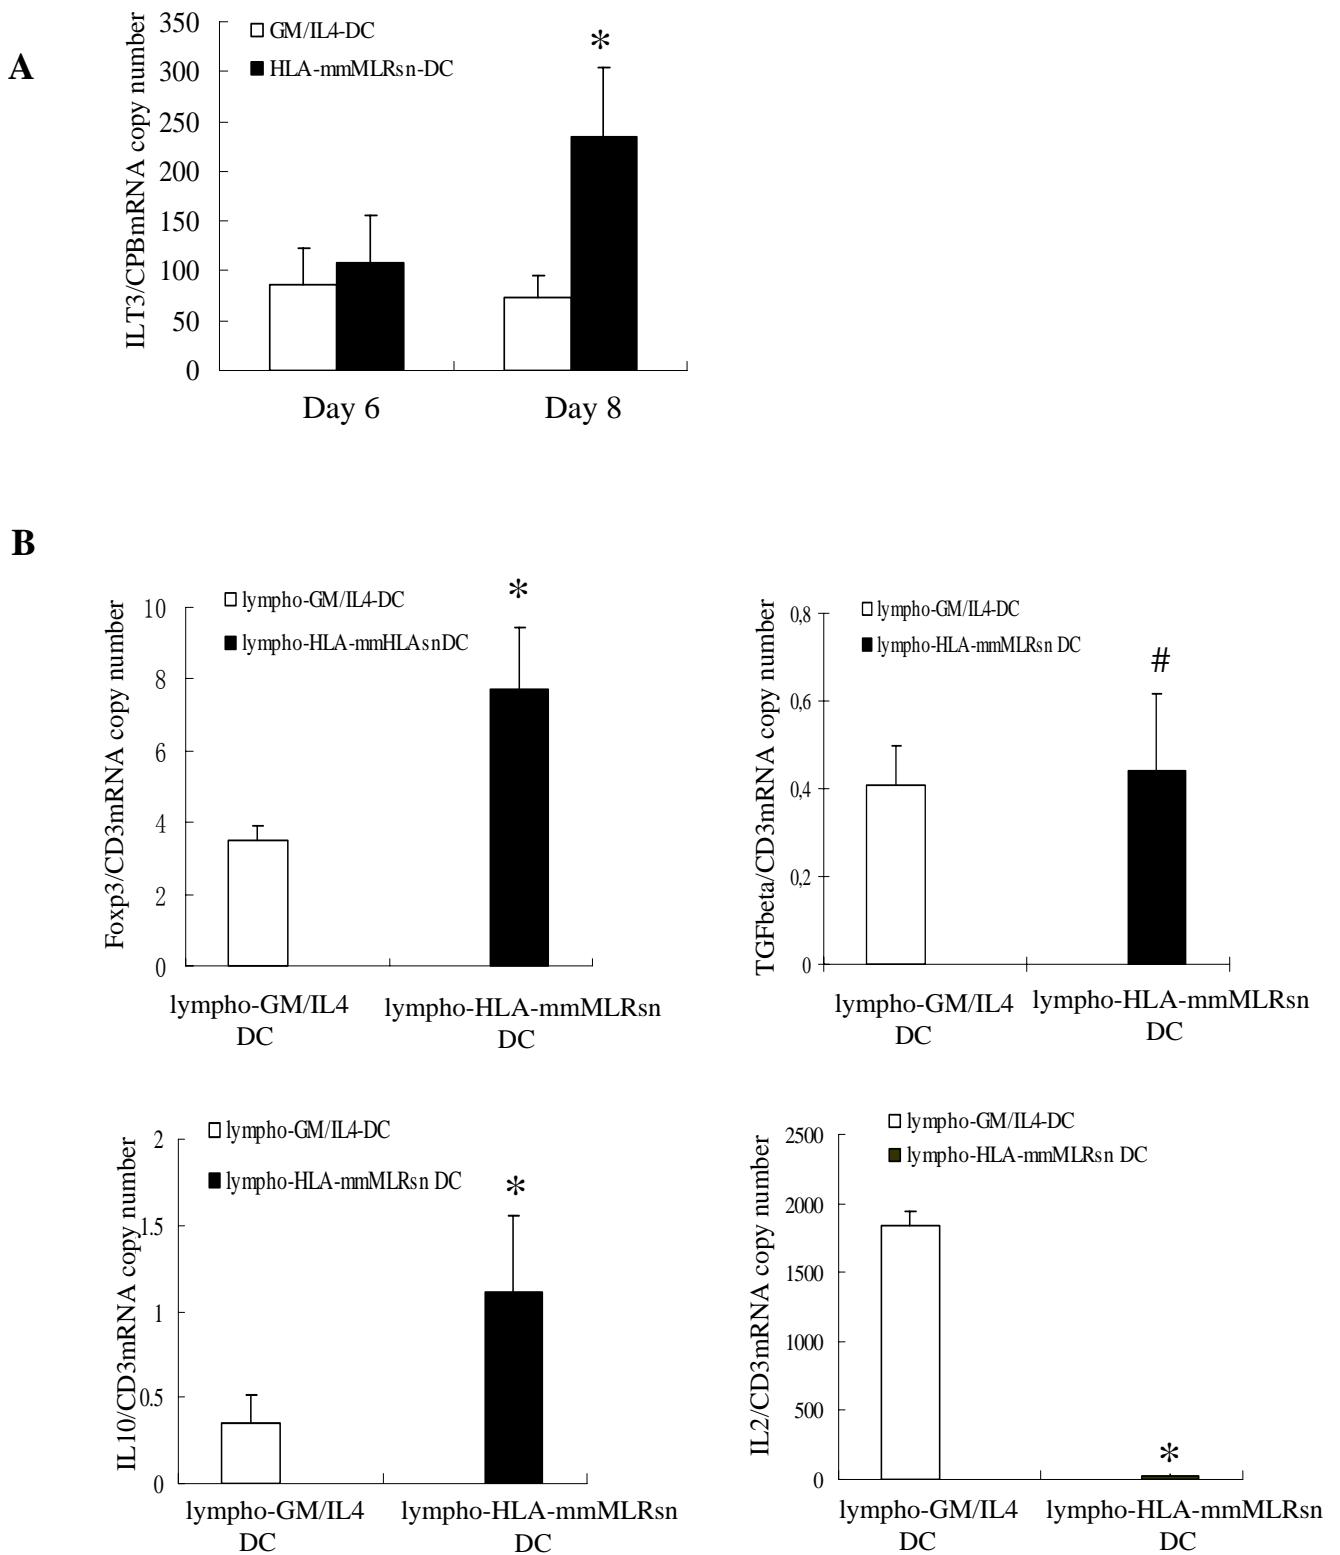 A
ILT3/CPBmRNA copy number
350
300
250
200
150
100
50
0
GM/IL4-DC
HLA-mmMLRsn-DC
*
Day 6
Day 8
B
Foxp3/CD3mRNA copy number
10
8
6
4
2
0
lympho-GM/IL4-DC
lympho-HLA-mmHLAsnDC
*
lympho-GM/IL4
DC
lympho-HLA-mmMLRsn
DC
TGFbeta/CD3mRNA copy number
0,8
0,6
0,4
0,2
0
lympho-GM/IL4-DC
lympho-HLA-mmMLRsn DC
#
lympho-GM/IL4
DC
lympho-HLA-mmMLRsn
DC
IL10/CD3mRNA copy number
2
1.5
1
0.5
0
lympho-GM/IL4-DC
lympho-HLA-mmMLRsn DC
*
lympho-GM/IL4
DC
lympho-HLA-mmMLRsn
DC
IL2/CD3mRNA copy number
2500
2000
1500
1000
500
0
lympho-GM/IL4-DC
lympho-HLA-mmMLRsn DC
*
lympho-GM/IL4
DC
lympho-HLA-mmMLRsn
DC